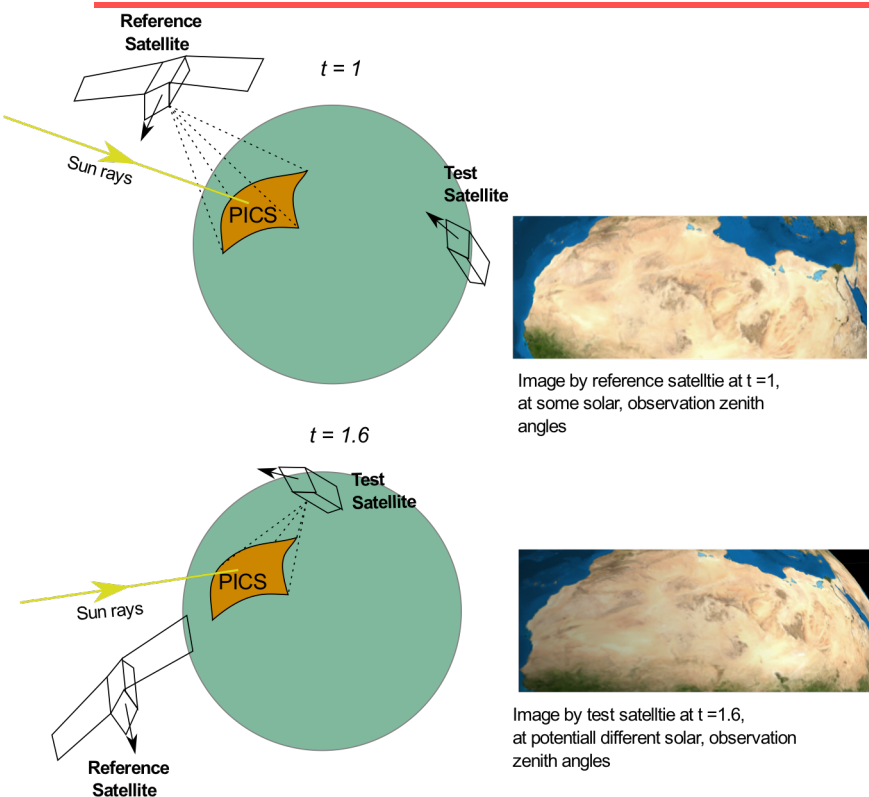 Reference
Satellite
t = 1
Sun rays
PICS
Test
Satellite
Image by reference satelltie at t =1,
at some solar, observation zenith
angles
t = 1.6
Test
Satellite
PICS
Sun rays
Reference
Satellite
Image by test satelltie at t =1.6,
at potentiall different solar, observation
zenith angles